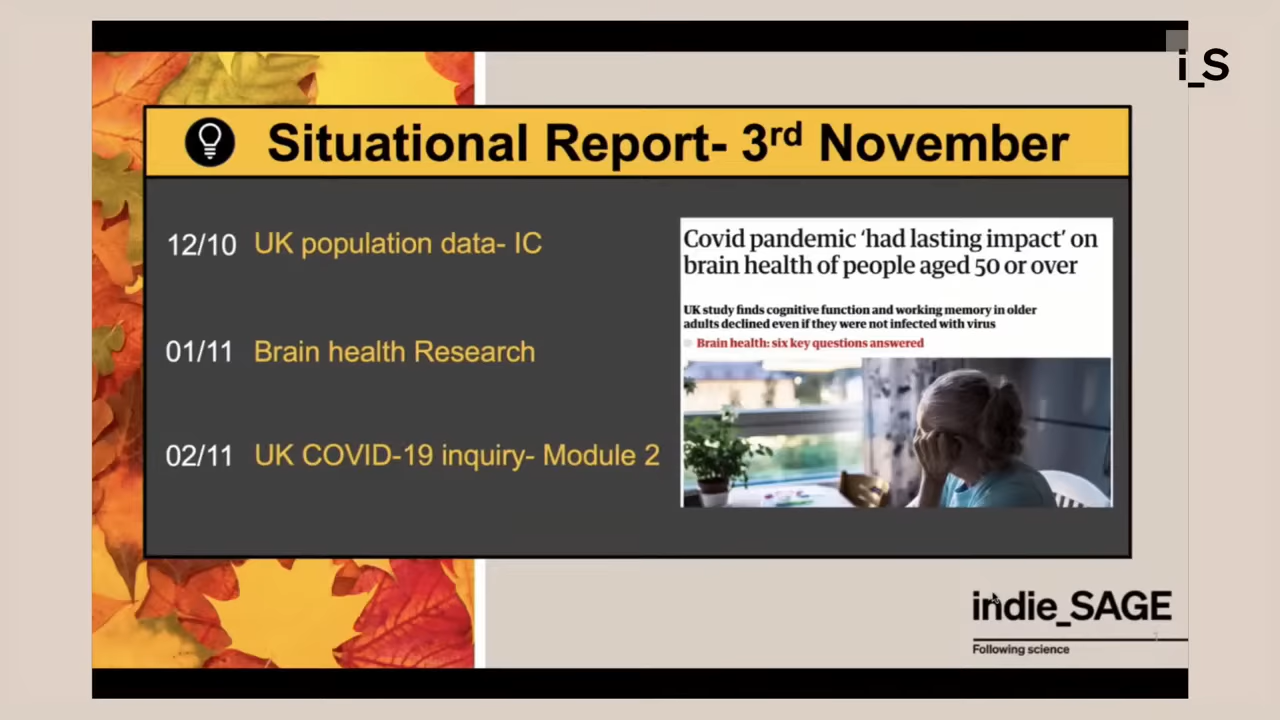 i_S
Situational Report- 3rd November
12/10 UK population data- IC
01/11 Brain health Research
02/11 UK COVID-19 inquiry- Module 2
Covid pandemic ‘had lasting impact’ on
brain health of people aged 50 or over
UK study finds cognitive function and working memory in older
adults declined even if they were not infected with virus
Brain health: six key questions answered
indie_SAGE
Following science